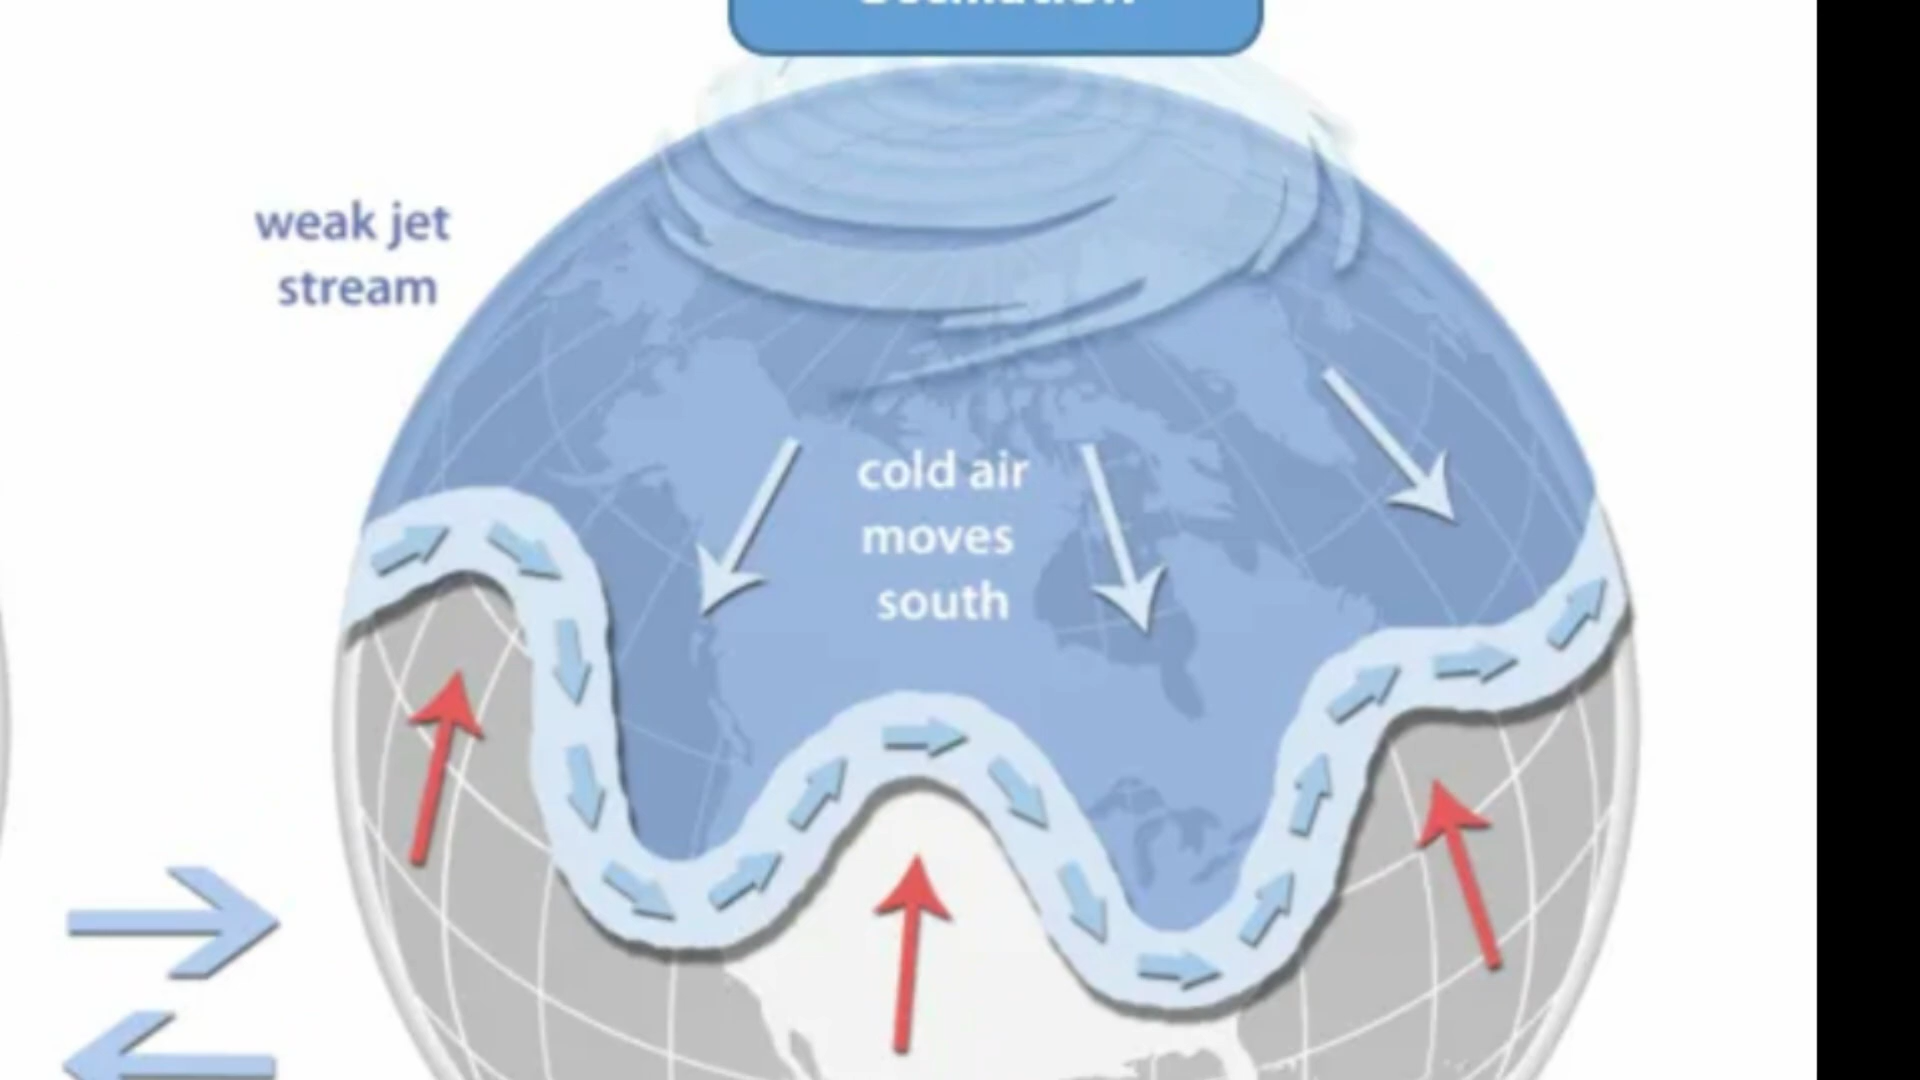 weak jet
stream
cold air
moves
south